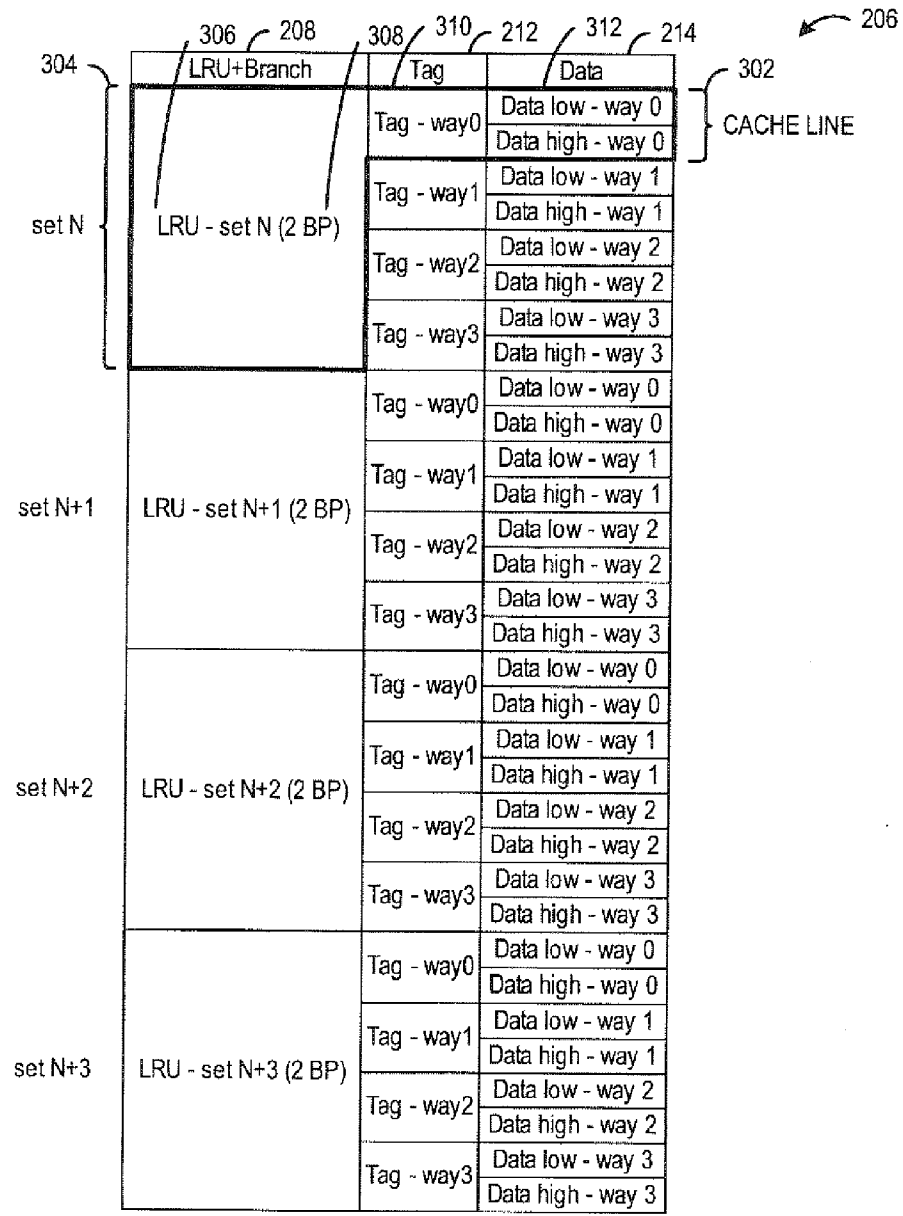 206
306 208 308 310 212 312 214
304 LRU+Branch Tag Data 302
Tag - way0 Data low - way 0
Data high - way 0
CACHE LINE
set N LRU - set N (2 BP)
Tag - way1 Data low - way 1
Data high - way 1
Tag - way2 Data low - way 2
Data high - way 2
Tag - way3 Data low - way 3
Data high - way 3
set N+1 LRU - set N+1 (2 BP)
Tag - way0 Data low - way 0
Data high - way 0
Tag - way1 Data low - way 1
Data high - way 1
Tag - way2 Data low - way 2
Data high - way 2
Tag - way3 Data low - way 3
Data high - way 3
set N+2 LRU - set N+2 (2 BP)
Tag - way0 Data low - way 0
Data high - way 0
Tag - way1 Data low - way 1
Data high - way 1
Tag - way2 Data low - way 2
Data high - way 2
Tag - way3 Data low - way 3
Data high - way 3
set N+3 LRU - set N+3 (2 BP)
Tag - way0 Data low - way 0
Data high - way 0
Tag - way1 Data low - way 1
Data high - way 1
Tag - way2 Data low - way 2
Data high - way 2
Tag - way3 Data low - way 3
Data high - way 3